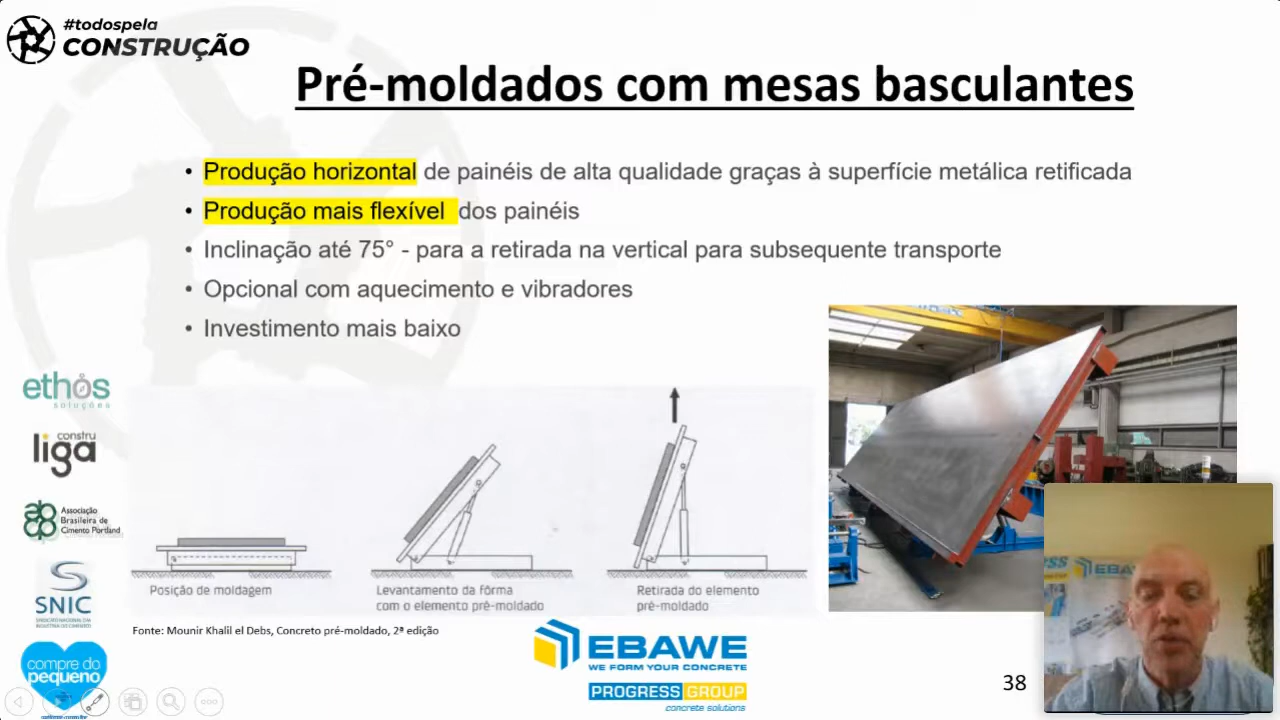 #todospela
CONSTRUÇÃO
Pré-moldados com mesas basculantes
• Produção horizontal de painéis de alta qualidade graças à superfície metálica retificada
• Produção mais flexível dos painéis
• Inclinação até 75° - para a retirada na vertical para subsequente transporte
• Opcional com aquecimento e vibradores
• Investimento mais baixo
ethos
soluções
constru
liga
Associação
Brasileira de
Cimento Portland
SNIC
compre do
pequeno
Posição de moldagem
Levantamento da fôrma
com o elemento pré-moldado
Retirada do elemento
pré-moldado
Fonte: Mounir Khalil el Debs, Concreto pré-moldado, 2ª edição
EBAWE
WE FORM YOUR CONCRETE
PROGRESS GROUP
concrete solutions
38